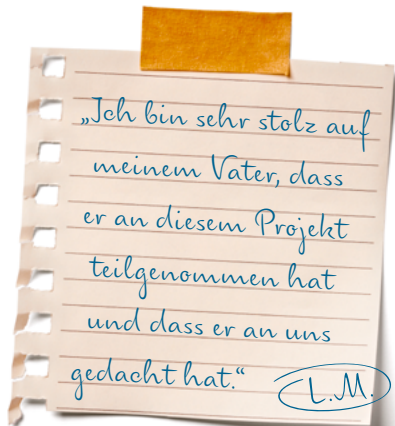 „Ich bin sehr stolz auf
meinem Vater, dass
er an diesem Projekt
teilgenommen hat
und dass er an uns
gedacht hat.“
L.M.